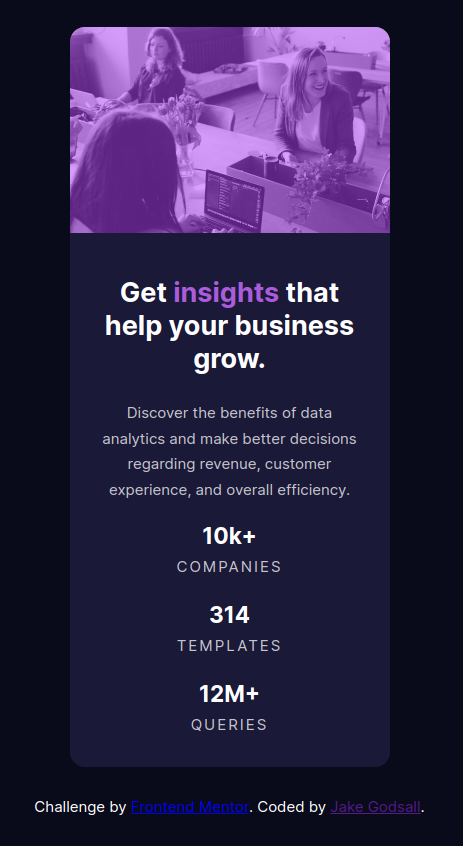 Get insights that
help your business
grow.
Discover the benefits of data
analytics and make better decisions
regarding revenue, customer
experience, and overall efficiency.
10k+
COMPANIES
314
TEMPLATES
12M+
QUERIES
Challenge by Frontend Mentor. Coded by Jake Godsall.